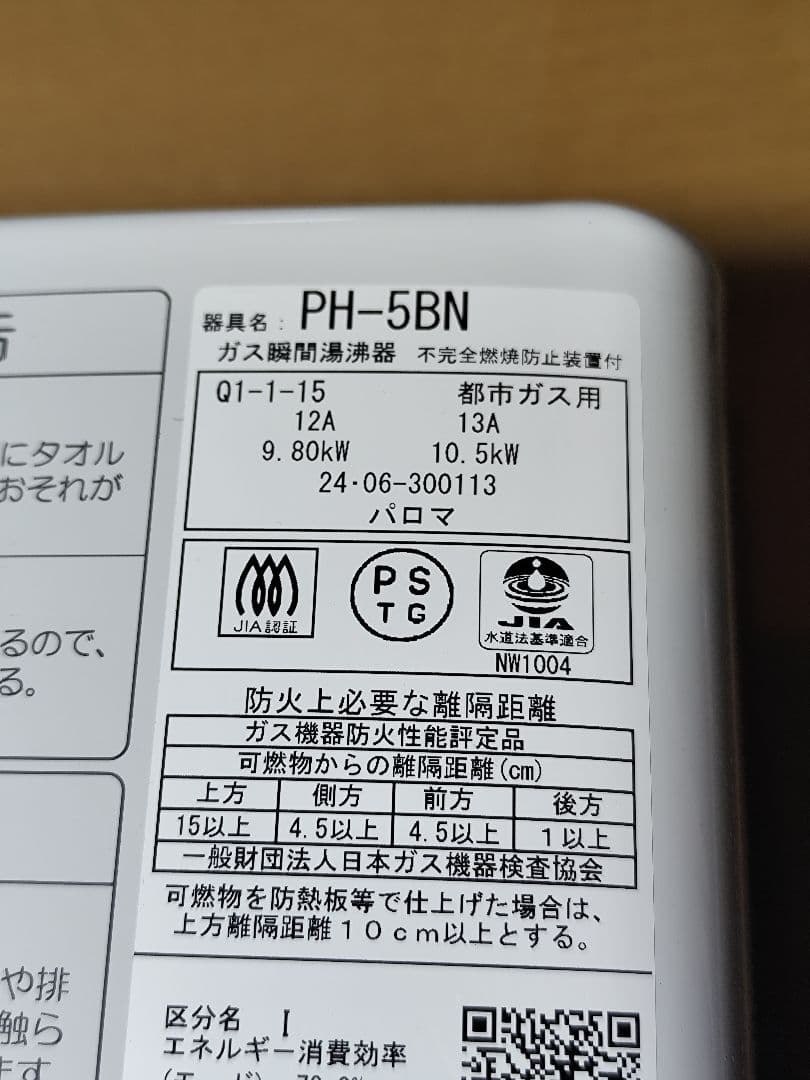 器具名: PH-5BN
ガス瞬間湯沸器 不完全燃焼防止装置付
Q1-1-15 都市ガス用
12A 13A
9.80kW 10.5kW
24・06-300113
パロマ
JIA認証
PS
TG
JIA
水道法基準適合
NW1004
防火上必要な離隔距離
ガス機器防火性能評定品
可燃物からの離隔距離(cm)
上方 側方 前方 後方
15以上 4.5以上 4.5以上 1以上
一般財団法人日本ガス機器検査協会
可燃物を防熱板等で仕上げた場合は、
上方離隔距離10cm以上とする。
区分名 I
エネルギー消費効率
にタオル
おそれが
るので、
る。
や排
触ら
ます